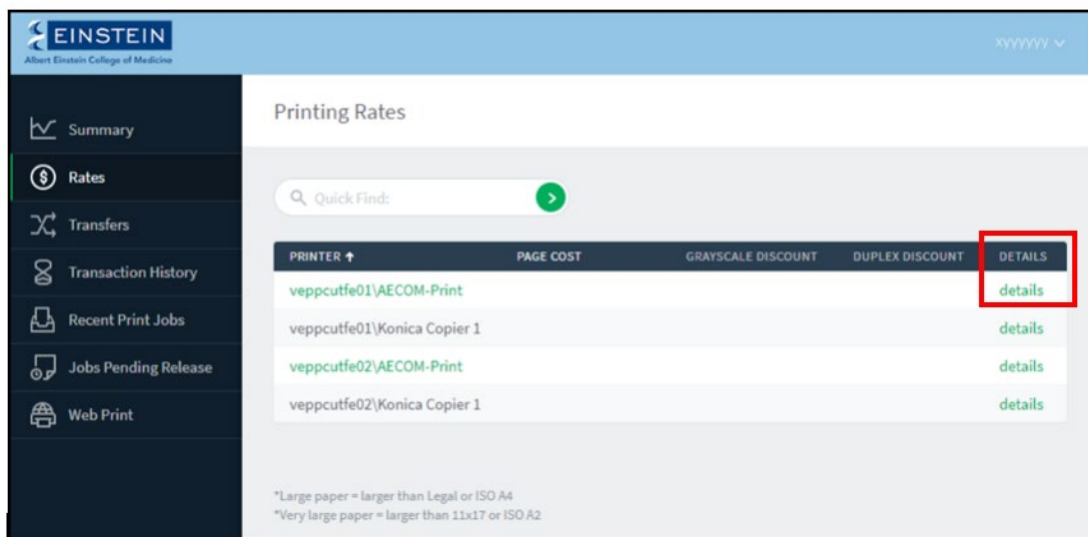 EINSTEIN
Albert Einstein College of Medicine
xyyyyyy
Summary
Rates
Transfers
Transaction History
Recent Print Jobs
Jobs Pending Release
Web Print
Printing Rates
Quick Find:
PRINTER PAGE COST GRAYSCALE DISCOUNT DUPLEX DISCOUNT DETAILS
veppcutfe01\AECOM-Print details
veppcutfe01\Konica Copier 1 details
veppcutfe02\AECOM-Print details
veppcutfe02\Konica Copier 1 details
*Large paper = larger than Legal or ISO A4
*Very large paper = larger than 11x17 or ISO A2